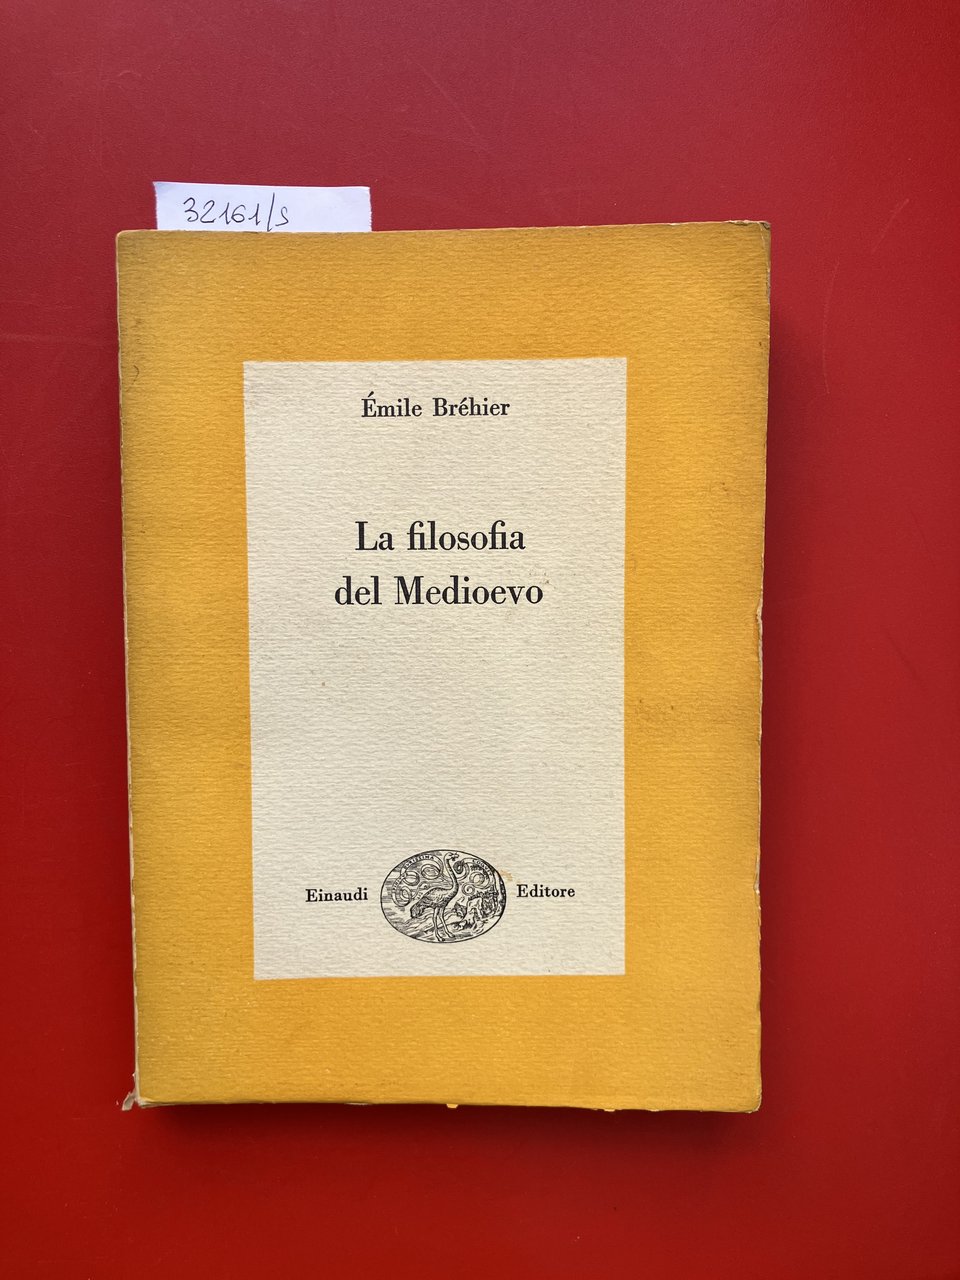 32161/s
Émile Bréhier
La filosofia
del Medioevo
Einaudi Editore